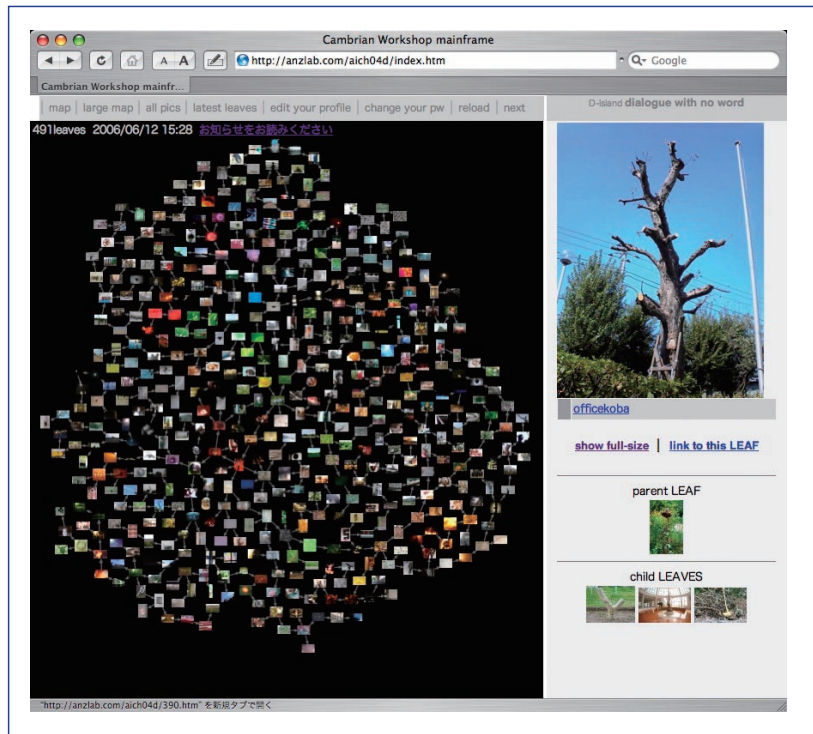 Cambrian Workshop mainframe
A A http://anzlab.com/aich04d/index.htm Google
Cambrian Workshop mainfr...
map | large map | all pics | latest leaves | edit your profile | change your pw | reload | next
O-island dialogue with no word
491leaves 2006/06/12 15:28 お知らせをお読みください
officekoba
show full-size | link to this LEAF
parent LEAF
child LEAVES
"http://anzlab.com/aich04d/390.htm" を新規タブで開く